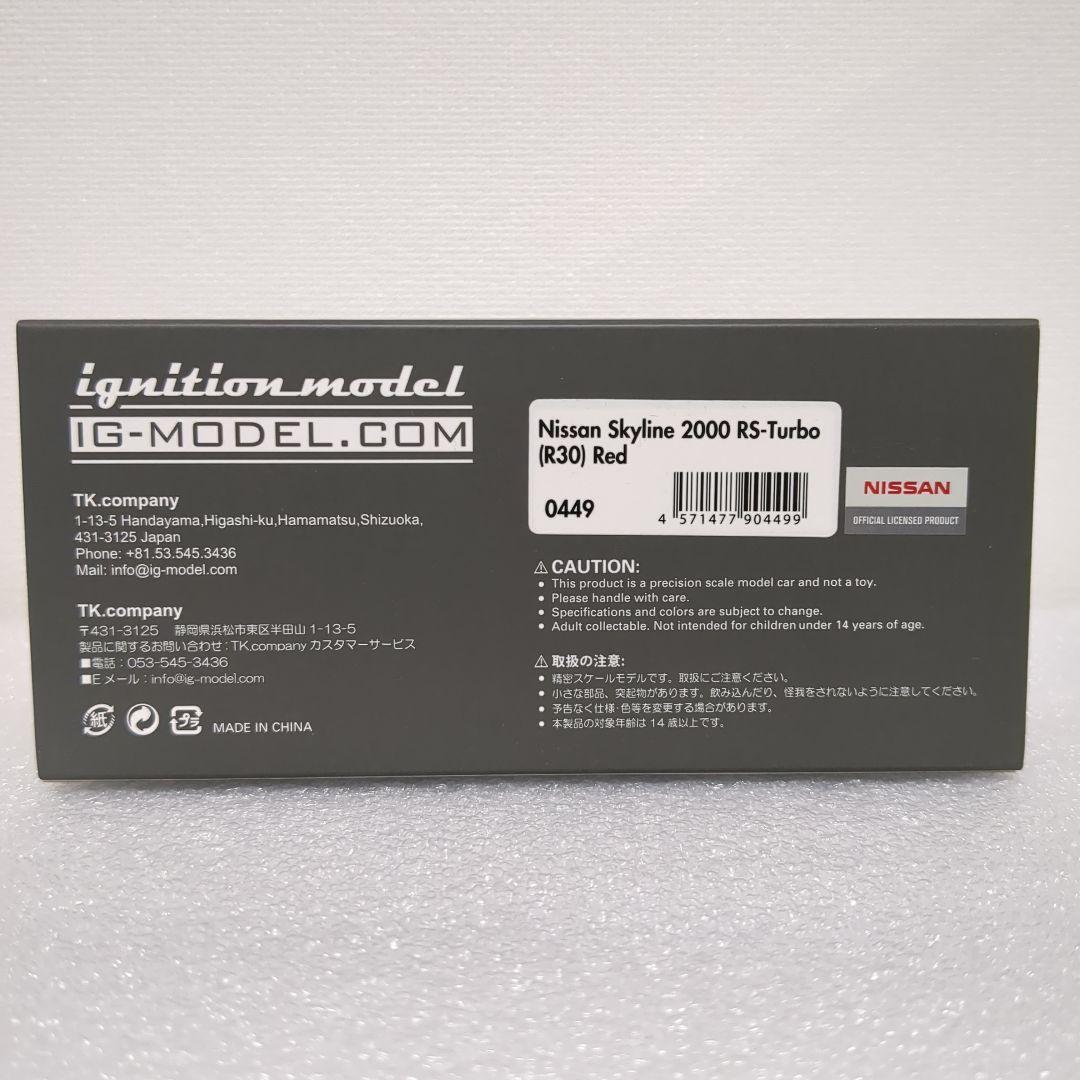 ignition model
IG-MODEL.COM
TK.company
1-13-5 Handayama,Higashi-ku,Hamamatsu,Shizuoka,
431-3125 Japan
Phone: +81.53.545.3436
Mail: info@ig-model.com
TK.company
〒431-3125 静岡県浜松市東区半田山 1-13-5
製品に関するお問い合わせ：TK.company カスタマーサービス
■電話：053-545-3436
■E メール：info@ig-model.com
紙 プラ MADE IN CHINA
Nissan Skyline 2000 RS-Turbo
(R30) Red
0449
4 571477 904499
NISSAN
OFFICIAL LICENSED PRODUCT
⚠ CAUTION:
● This product is a precision scale model car and not a toy.
● Please handle with care.
● Specifications and colors are subject to change.
● Adult collectable. Not intended for children under 14 years of age.
⚠ 取扱の注意:
● 精密スケールモデルです。取扱にご注意ください。
● 小さな部品、突起物があります。飲み込んだり、怪我をされないように注意してください。
● 予告なく仕様・色等を変更する場合があります。
● 本製品の対象年齢は 14 歳以上です。